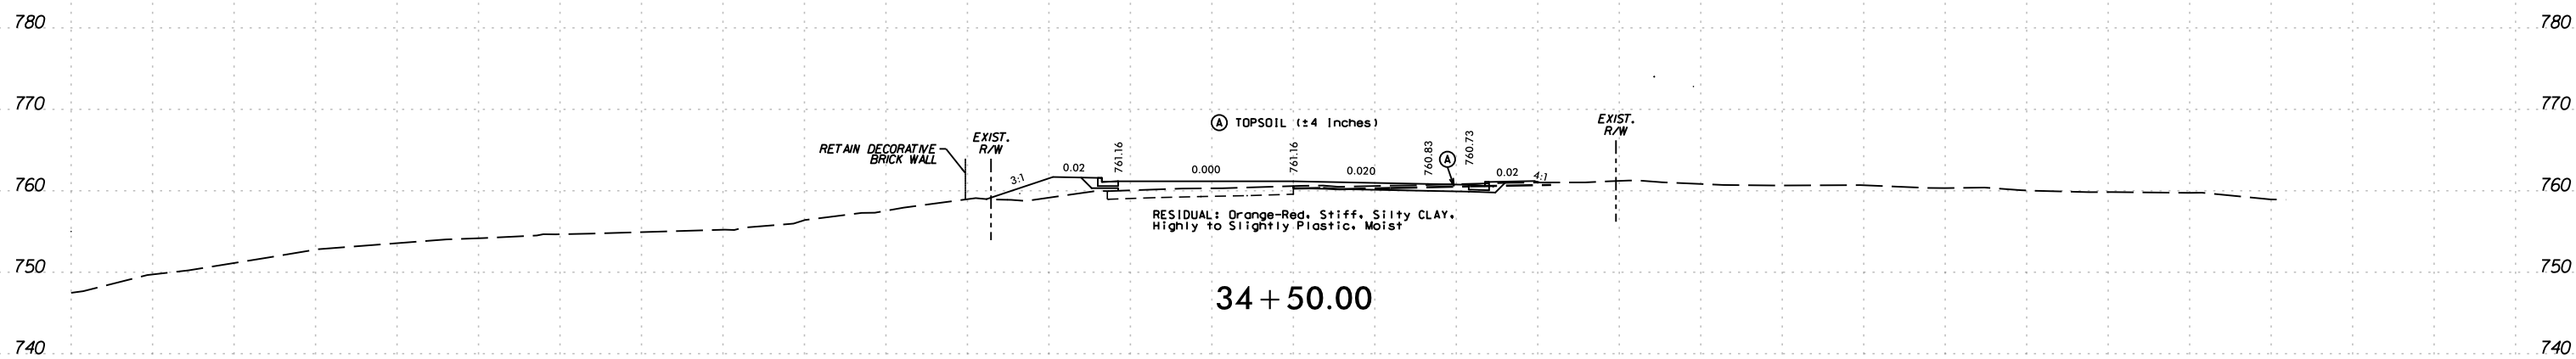 780 780
770 770
Ⓐ TOPSOIL (±4 Inches)
EXIST.
R/W
EXIST.
R/W
RETAIN DECORATIVE
BRICK WALL
3:1
0.02
761.16
0.000
761.16
0.020
760.83
Ⓐ
760.73
0.02
4:1
760 760
RESIDUAL: Orange-Red, Stiff, Silty CLAY,
Highly to Slightly Plastic, Moist
750 750
34+50.00
740 740